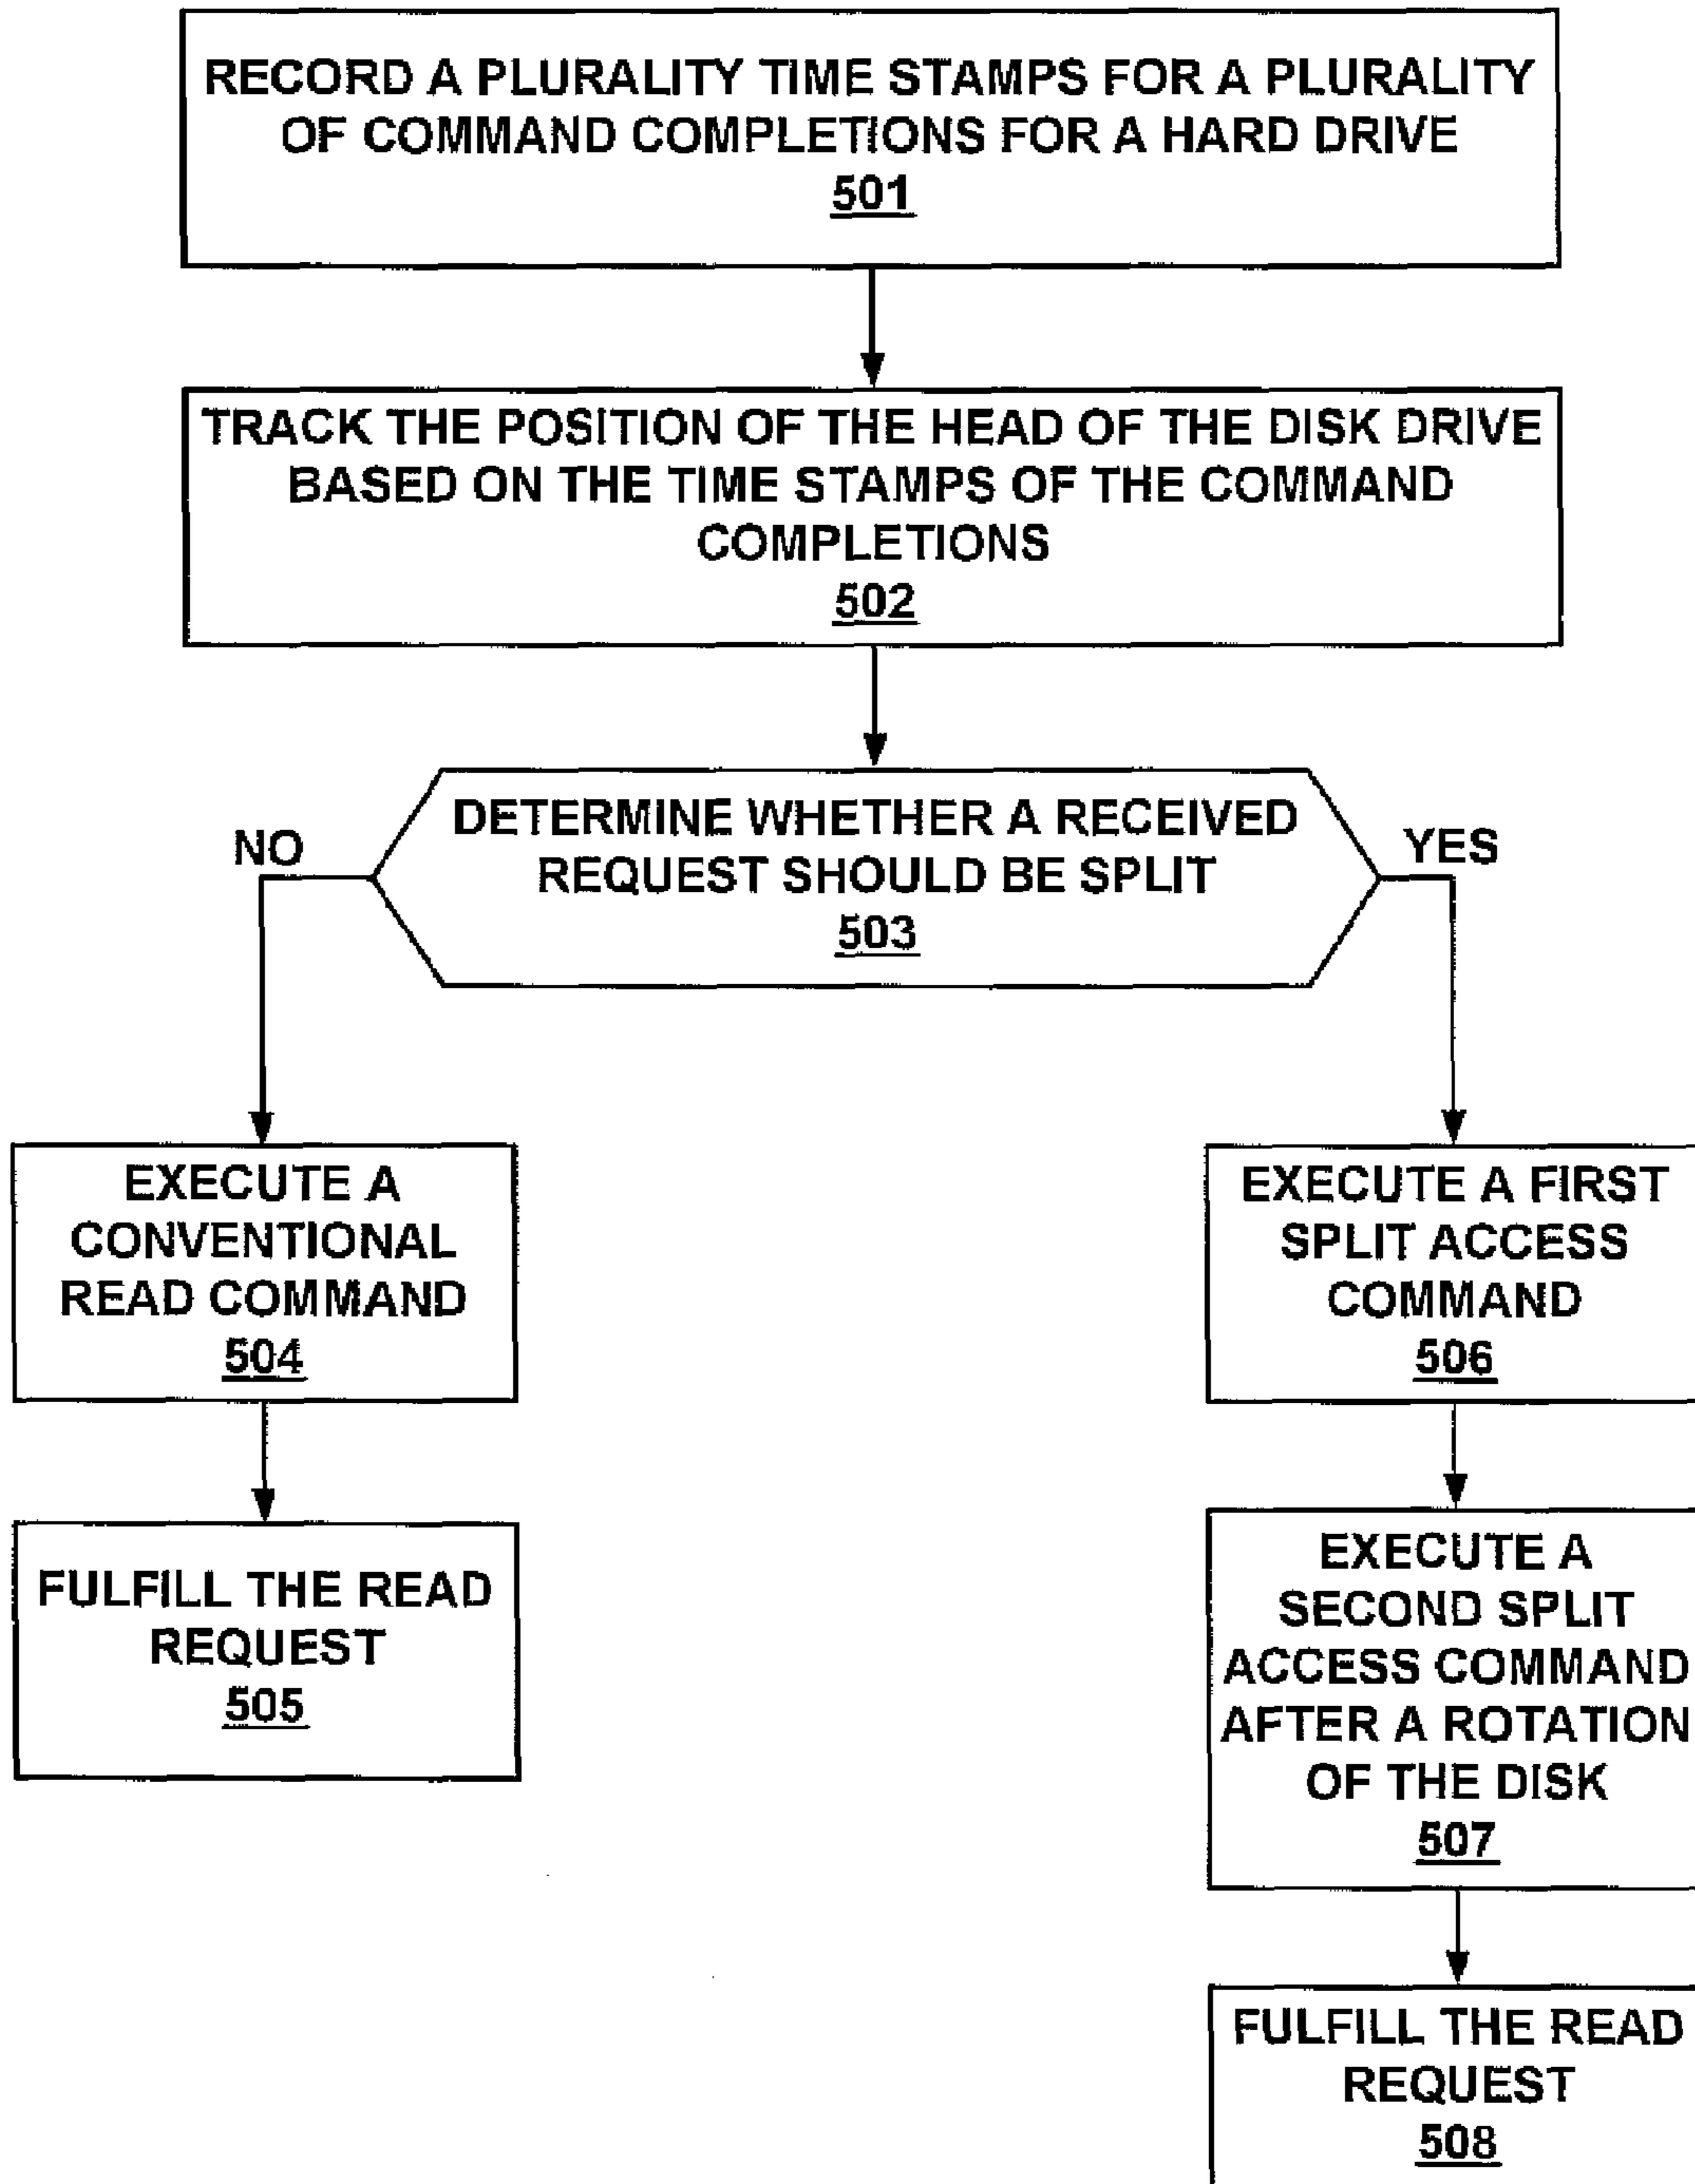 RECORD A PLURALITY TIME STAMPS FOR A PLURALITY
OF COMMAND COMPLETIONS FOR A HARD DRIVE
501
TRACK THE POSITION OF THE HEAD OF THE DISK DRIVE
BASED ON THE TIME STAMPS OF THE COMMAND
COMPLETIONS
502
DETERMINE WHETHER A RECEIVED
REQUEST SHOULD BE SPLIT
503
NO
YES
EXECUTE A
CONVENTIONAL
READ COMMAND
504
FULFILL THE READ
REQUEST
505
EXECUTE A FIRST
SPLIT ACCESS
COMMAND
506
EXECUTE A
SECOND SPLIT
ACCESS COMMAND
AFTER A ROTATION
OF THE DISK
507
FULFILL THE READ
REQUEST
508